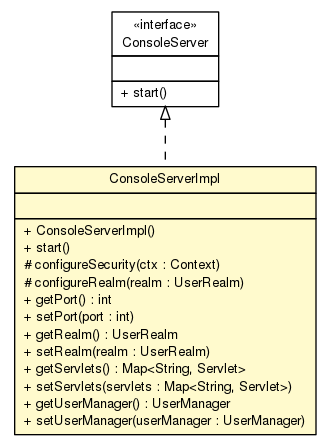 «interface»
ConsoleServer
+ start()
ConsoleServerImpl
+ ConsoleServerImpl()
+ start()
# configureSecurity(ctx : Context)
# configureRealm(realm : UserRealm)
+ getPort() : int
+ setPort(port : int)
+ getRealm() : UserRealm
+ setRealm(realm : UserRealm)
+ getServlets() : Map<String, Servlet>
+ setServlets(servlets : Map<String, Servlet>)
+ getUserManager() : UserManager
+ setUserManager(userManager : UserManager)